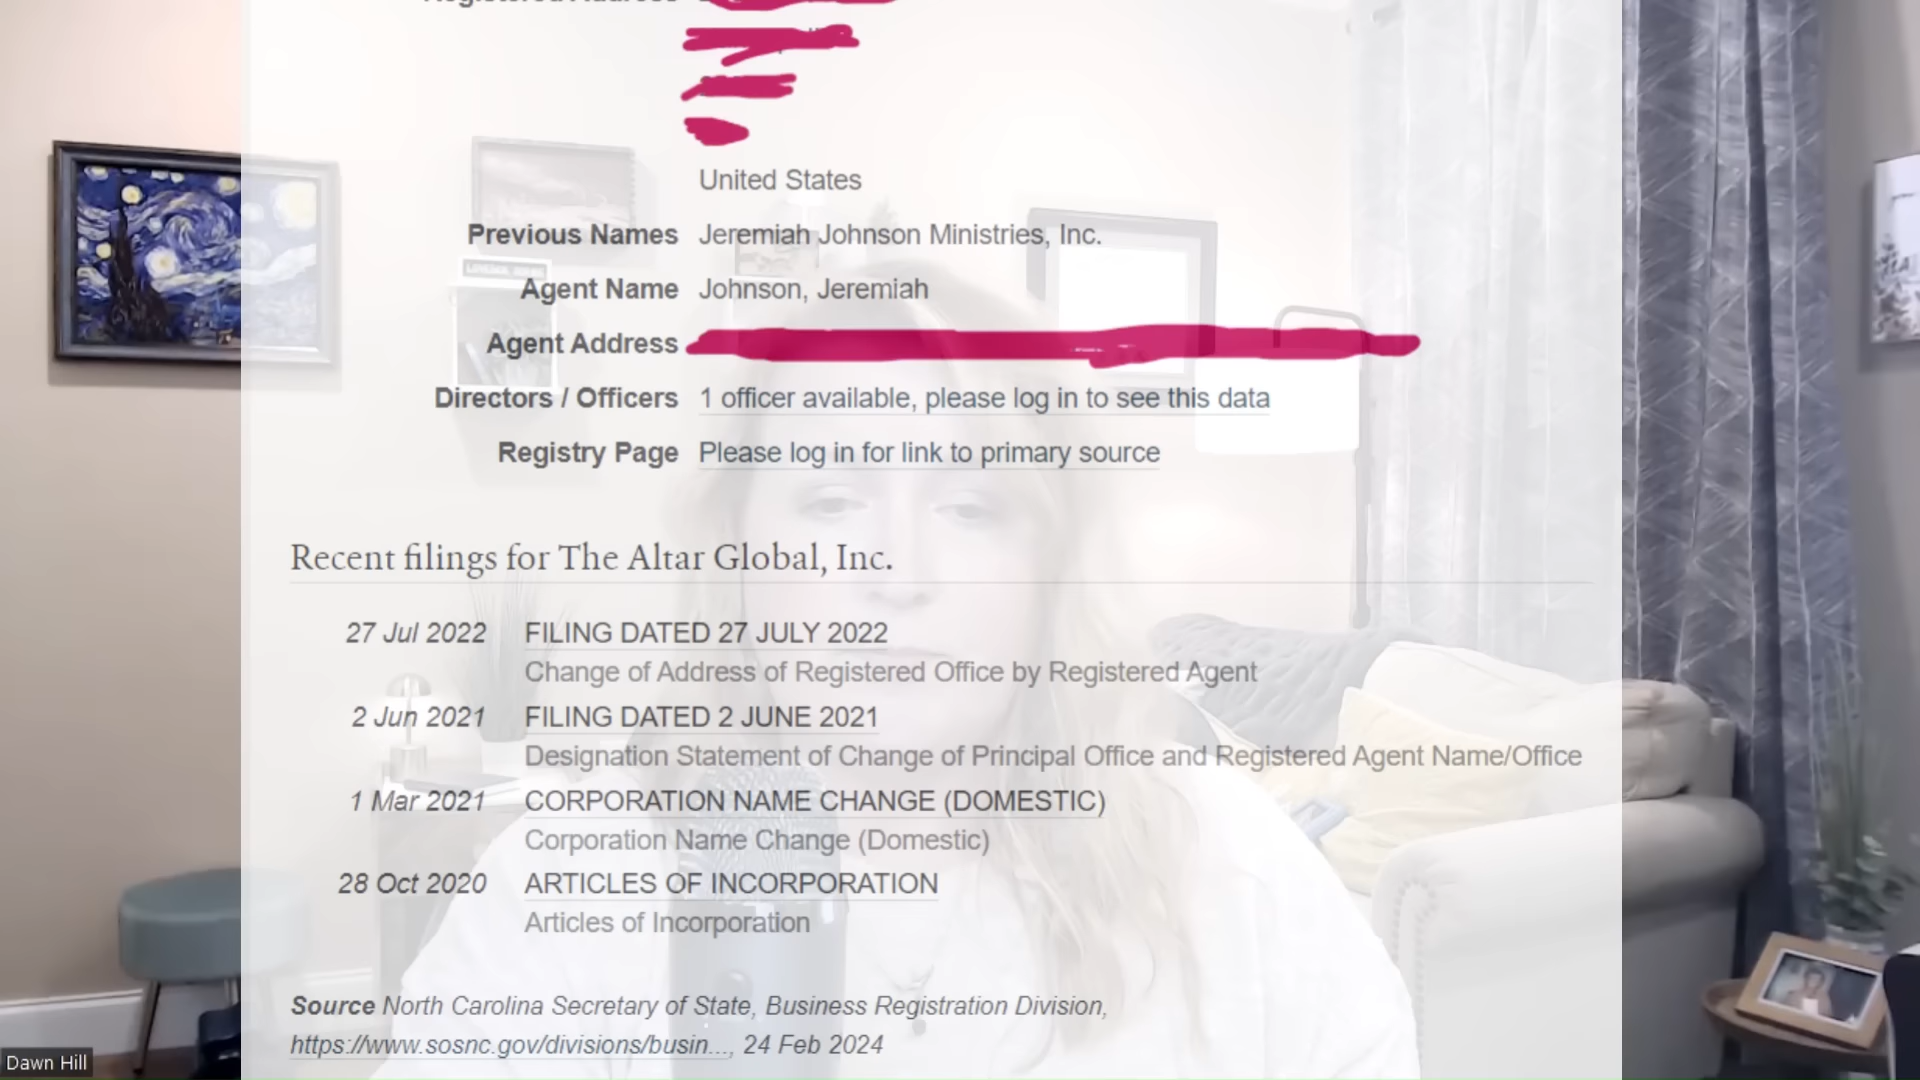 Registered Address
United States
Previous Names Jeremiah Johnson Ministries, Inc.
Agent Name Johnson, Jeremiah
Agent Address
Directors / Officers 1 officer available, please log in to see this data
Registry Page Please log in for link to primary source
Recent filings for The Altar Global, Inc.
27 Jul 2022 FILING DATED 27 JULY 2022
Change of Address of Registered Office by Registered Agent
2 Jun 2021 FILING DATED 2 JUNE 2021
Designation Statement of Change of Principal Office and Registered Agent Name/Office
1 Mar 2021 CORPORATION NAME CHANGE (DOMESTIC)
Corporation Name Change (Domestic)
28 Oct 2020 ARTICLES OF INCORPORATION
Articles of Incorporation
Source North Carolina Secretary of State, Business Registration Division,
https://www.sosnc.gov/divisions/busin..., 24 Feb 2024
Dawn Hill